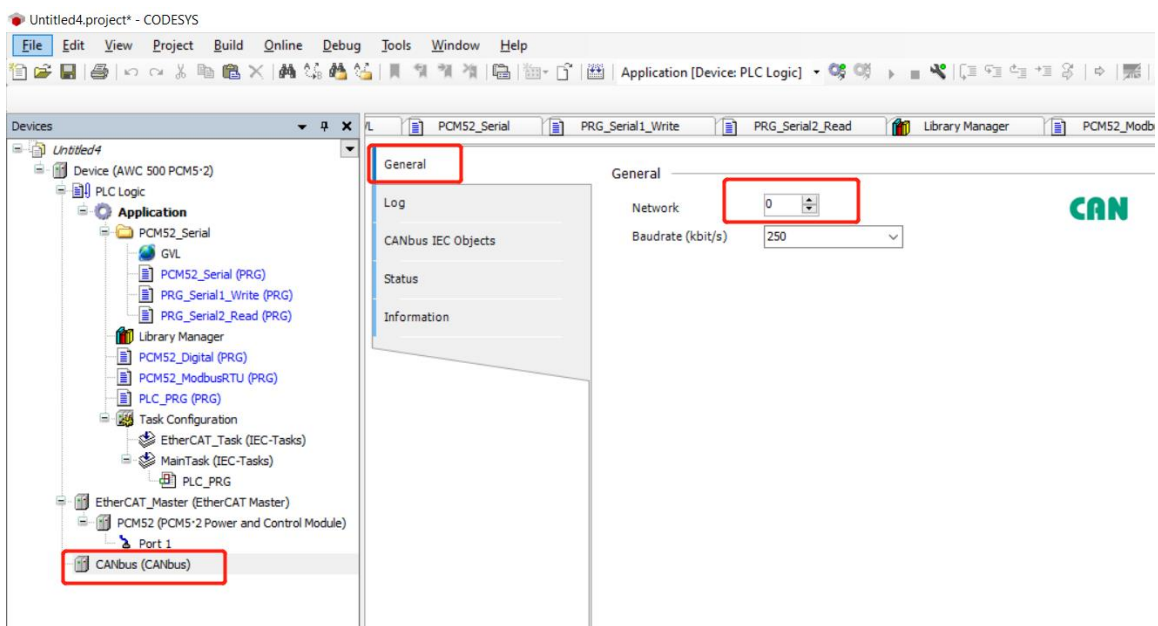 Untitled4.project* - CODESYS
File Edit View Project Build Online Debug Tools Window Help
Application [Device: PLC Logic]
Devices
Untitled4
Device (AWC 500 PCM5·2)
PLC Logic
Application
PCM52_Serial
GVL
PCM52_Serial (PRG)
PRG_Serial1_Write (PRG)
PRG_Serial2_Read (PRG)
Library Manager
PCM52_Digital (PRG)
PCM52_ModbusRTU (PRG)
PLC_PRG (PRG)
Task Configuration
EtherCAT_Task (IEC-Tasks)
MainTask (IEC-Tasks)
PLC_PRG
EtherCAT_Master (EtherCAT Master)
PCM52 (PCM5·2 Power and Control Module)
Port 1
CANbus (CANbus)
PCM52_Serial PRG_Serial1_Write PRG_Serial2_Read Library Manager PCM52_Modb
General
Log
CANbus IEC Objects
Status
Information
General
Network 0
Baudrate (kbit/s) 250
CAN